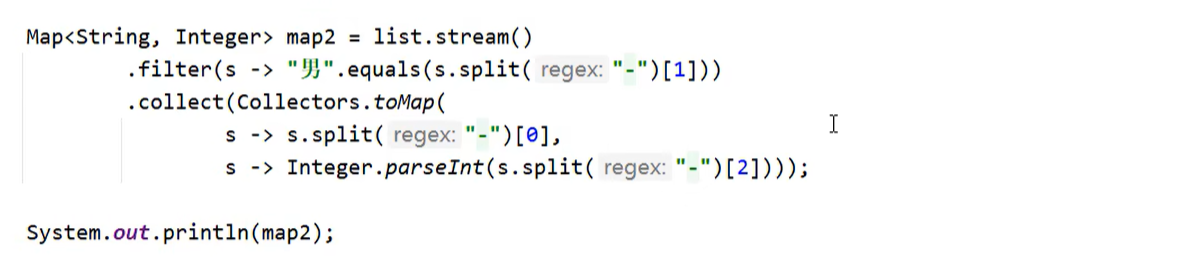 Map<String, Integer> map2 = list.stream()
.filter(s -> "男".equals(s.split( regex: "-")[1]))
.collect(Collectors.toMap(
s -> s.split( regex: "-")[0],
s -> Integer.parseInt(s.split( regex: "-")[2])));
System.out.println(map2);